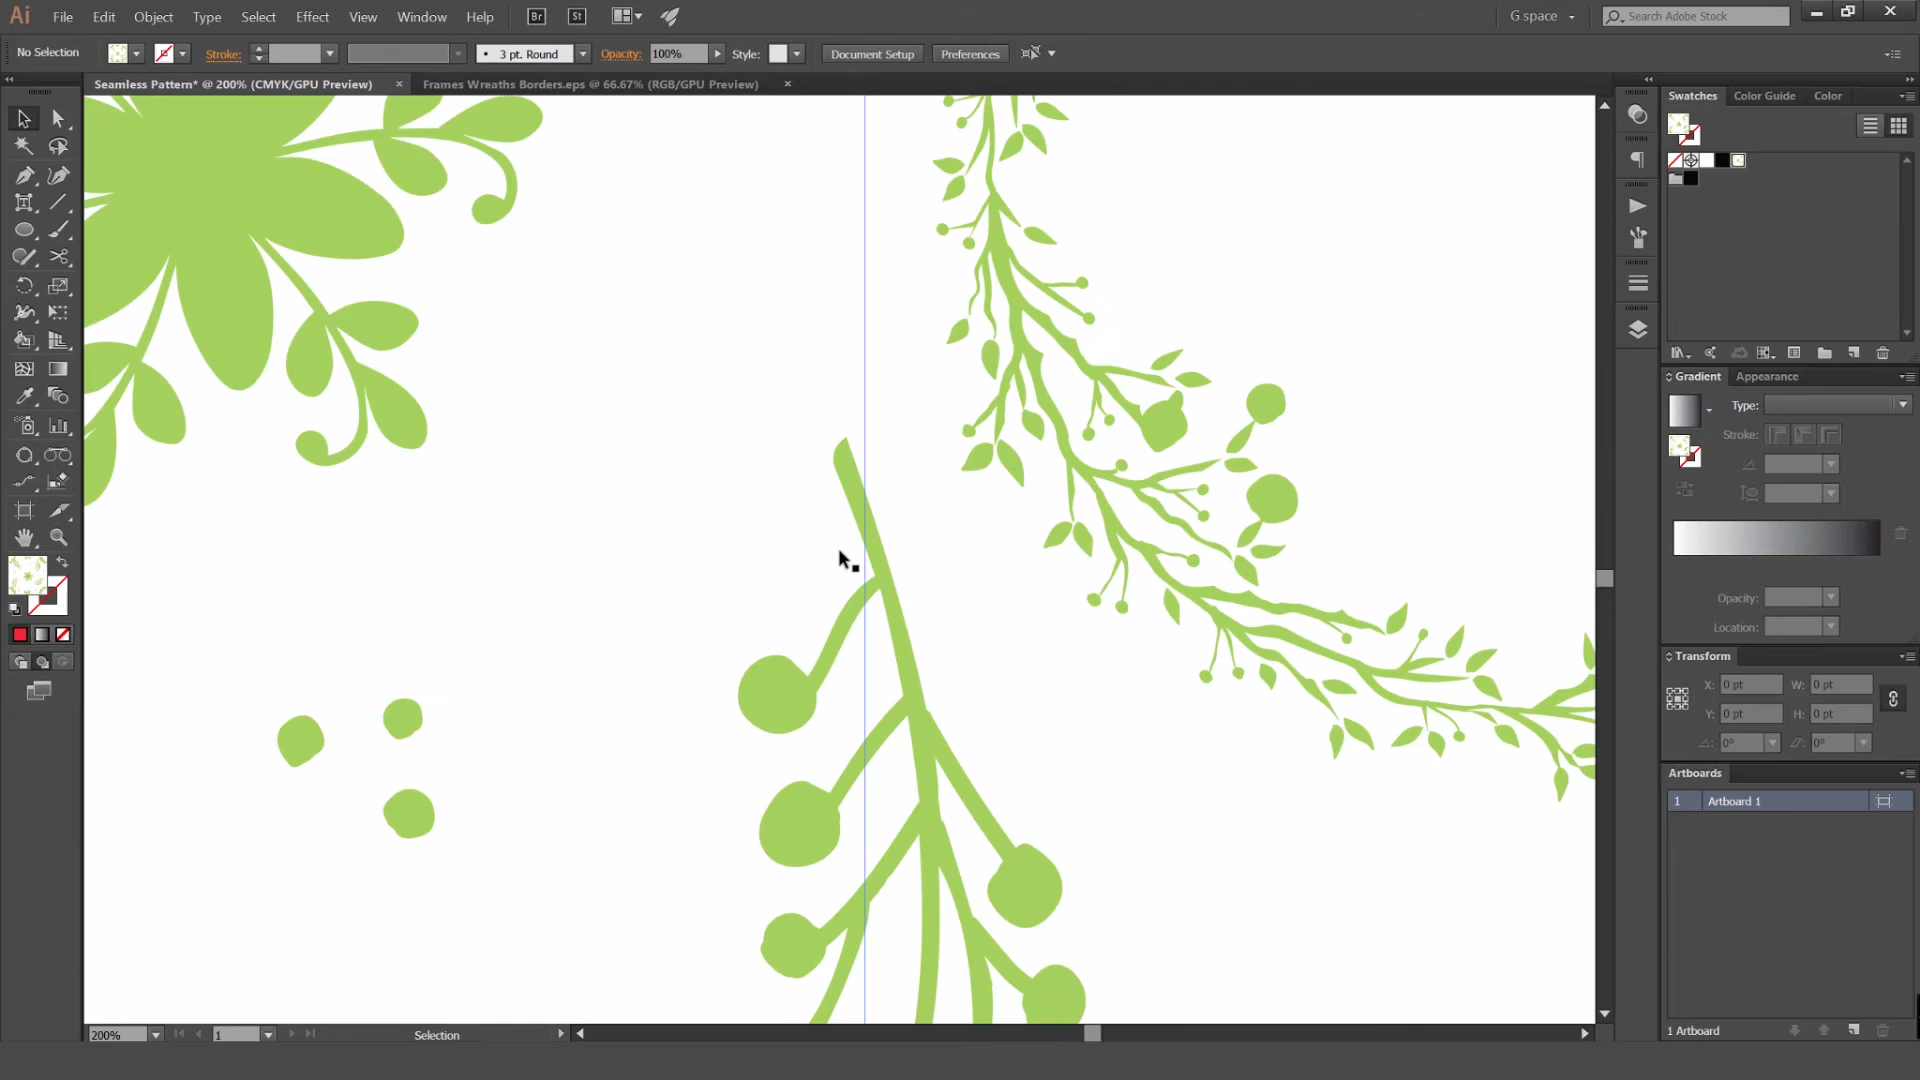 Ai File Edit Object Type Select Effect View Window Help Br St G space Search Adobe Stock
No Selection Stroke: 3 pt. Round Opacity: 100% Style: Document Setup Preferences
Seamless Pattern* @ 200% (CMYK/GPU Preview) Frames Wreaths Borders.eps @ 66.67% (RGB/GPU Preview)
Swatches Color Guide Color
Gradient Appearance
Type:
Stroke:
Opacity:
Location:
Transform
X: 0 pt W: 0 pt
Y: 0 pt H: 0 pt
0° 0°
Artboards
1 Artboard 1
1 Artboard
200% 1 Selection